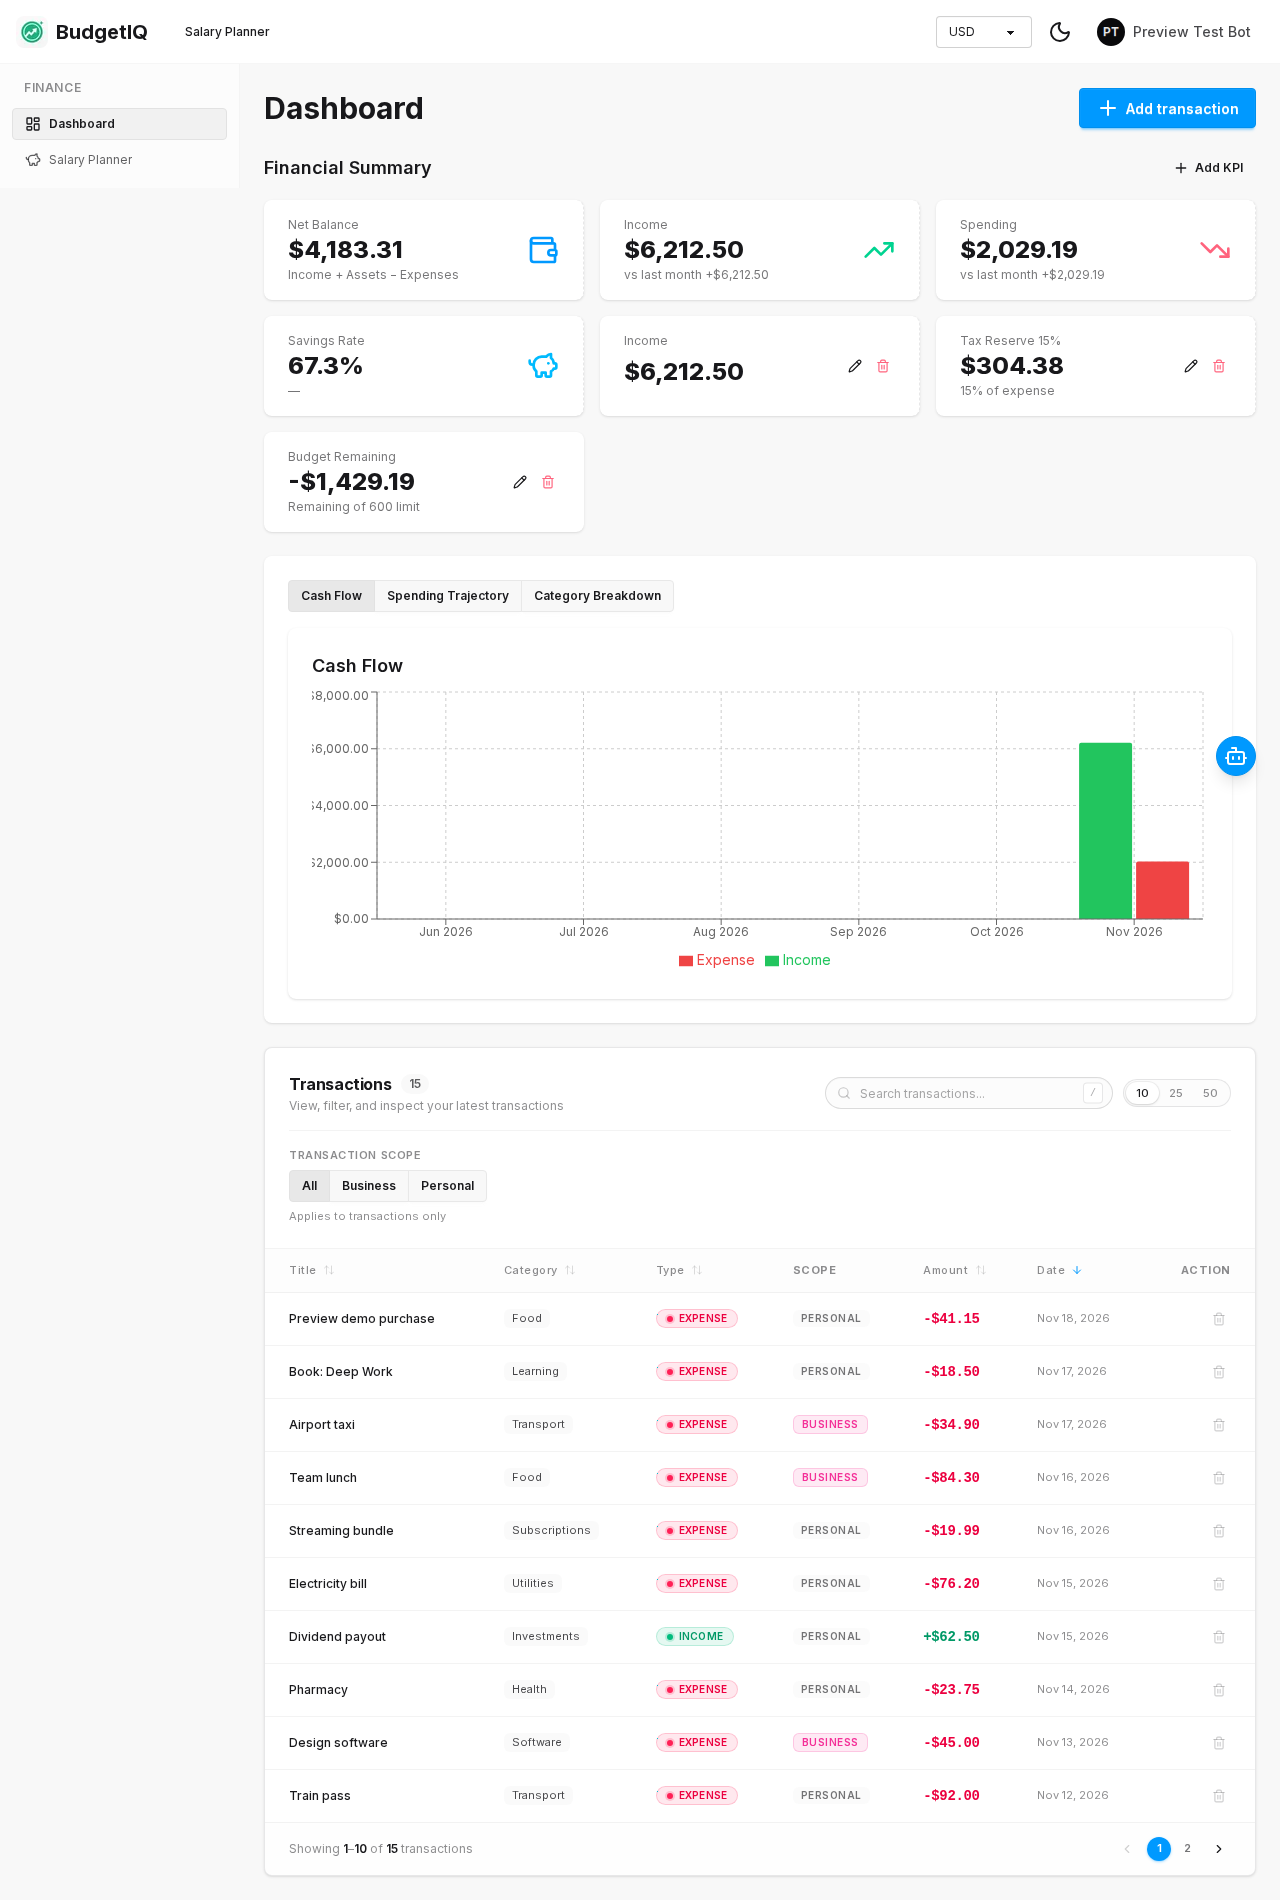 BudgetIQ
Salary Planner
USD
PT
Preview Test Bot
FINANCE
Dashboard
Salary Planner
Dashboard
Add transaction
Financial Summary
Add KPI
Net Balance
$4,183.31
Income + Assets − Expenses
Income
$6,212.50
vs last month +$6,212.50
Spending
$2,029.19
vs last month +$2,029.19
Savings Rate
67.3%
—
Income
$6,212.50
Tax Reserve 15%
$304.38
15% of expense
Budget Remaining
-$1,429.19
Remaining of 600 limit
Cash Flow Spending Trajectory Category Breakdown
Cash Flow
$8,000.00
$6,000.00
$4,000.00
$2,000.00
$0.00
Jun 2026 Jul 2026 Aug 2026 Sep 2026 Oct 2026 Nov 2026
Expense Income
Transactions 15
View, filter, and inspect your latest transactions
Search transactions... /
10 25 50
TRANSACTION SCOPE
All Business Personal
Applies to transactions only
Title Category Type SCOPE Amount Date ACTION
Preview demo purchase Food EXPENSE PERSONAL -$41.15 Nov 18, 2026
Book: Deep Work Learning EXPENSE PERSONAL -$18.50 Nov 17, 2026
Airport taxi Transport EXPENSE BUSINESS -$34.90 Nov 17, 2026
Team lunch Food EXPENSE BUSINESS -$84.30 Nov 16, 2026
Streaming bundle Subscriptions EXPENSE PERSONAL -$19.99 Nov 16, 2026
Electricity bill Utilities EXPENSE PERSONAL -$76.20 Nov 15, 2026
Dividend payout Investments INCOME PERSONAL +$62.50 Nov 15, 2026
Pharmacy Health EXPENSE PERSONAL -$23.75 Nov 14, 2026
Design software Software EXPENSE BUSINESS -$45.00 Nov 13, 2026
Train pass Transport EXPENSE PERSONAL -$92.00 Nov 12, 2026
Showing 1–10 of 15 transactions
1 2